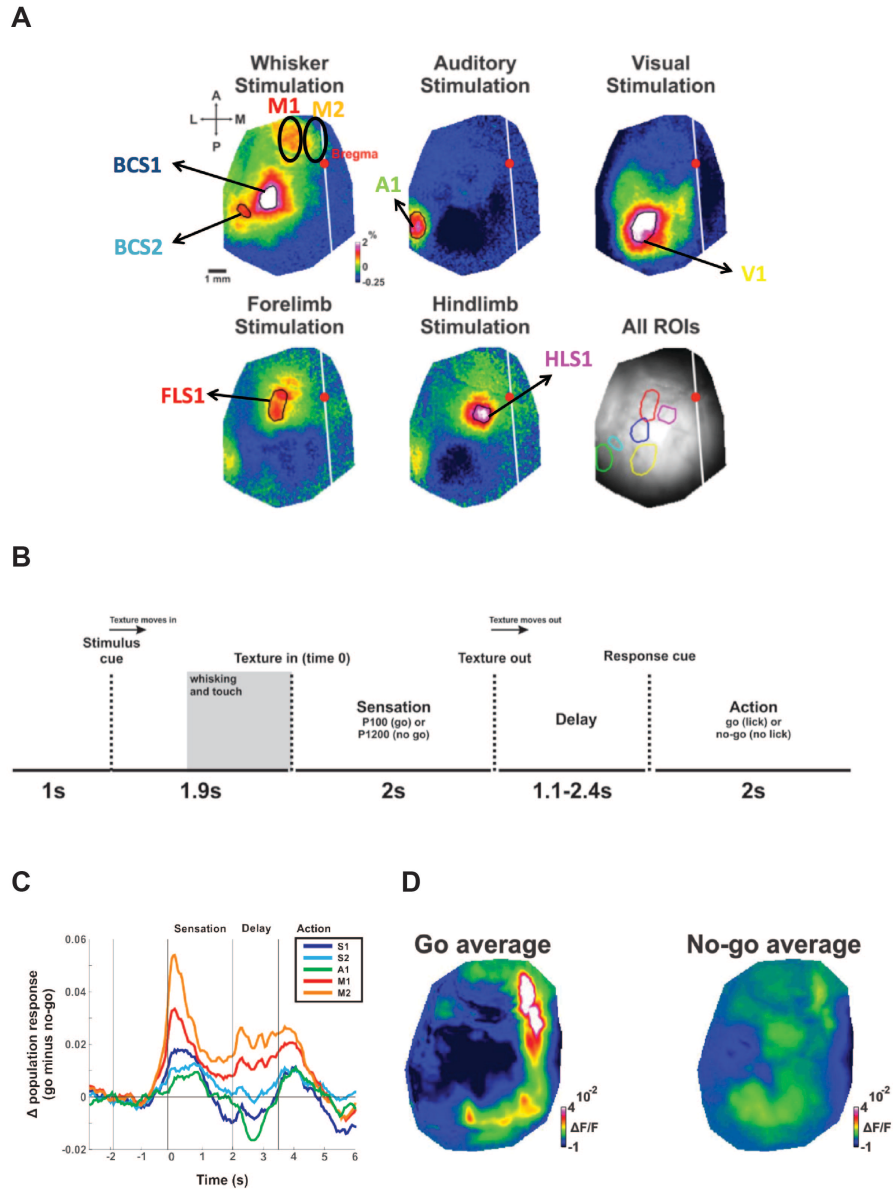 A
Whisker
Stimulation
Auditory
Stimulation
Visual
Stimulation
A
L
M
P
M1
M2
Bregma
BCS1
BCS2
A1
V1
2
%
0
-0.25
1 mm
Forelimb
Stimulation
Hindlimb
Stimulation
All ROIs
FLS1
HLS1
B
Texture moves in
Texture moves out
Stimulus
cue
Texture in (time 0)
Texture out
Response cue
whisking
and touch
Sensation
P100 (go) or
P1200 (no go)
Delay
Action
go (lick) or
no-go (no lick)
1s
1.9s
2s
1.1-2.4s
2s
C
Sensation
Delay
Action
S1
S2
A1
M1
M2
0.06
0.04
0.02
0
-0.02
Δ population response
(go minus no-go)
-2
-1
0
1
2
3
4
5
6
Time (s)
D
Go average
No-go average
10-2
4
ΔF/F
-1
10-2
4
ΔF/F
-1